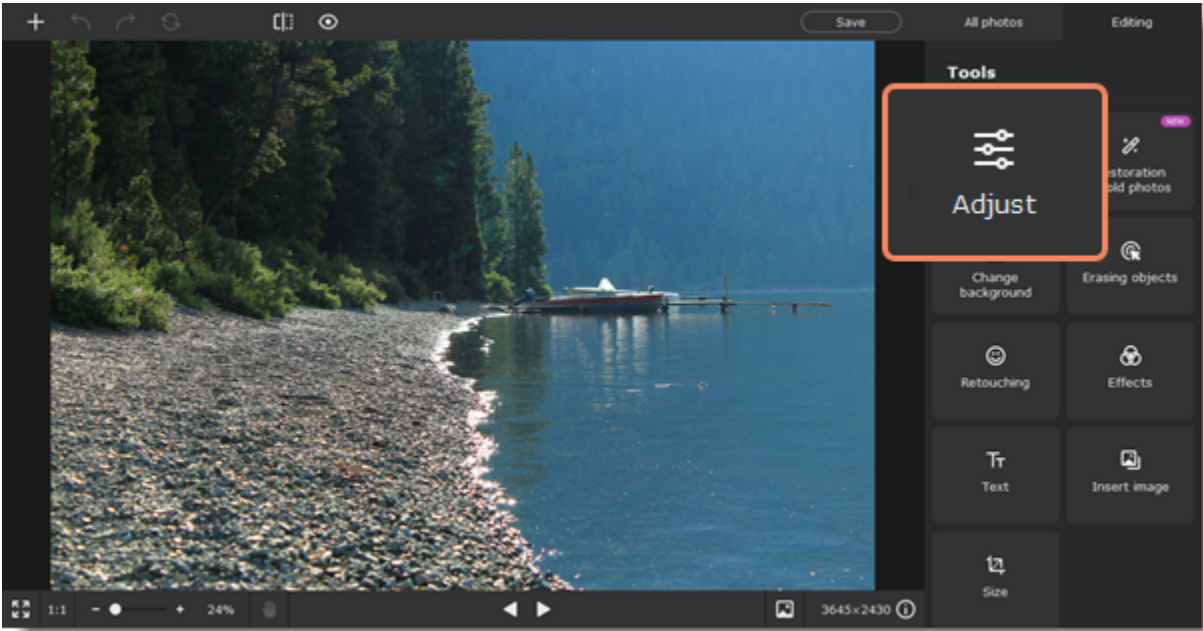 Save
All photos
Editing
Tools
Adjust
NEW
estoration
old photos
Change
background
Erasing objects
Retouching
Effects
Text
Insert image
Size
1:1
24%
3645×2430